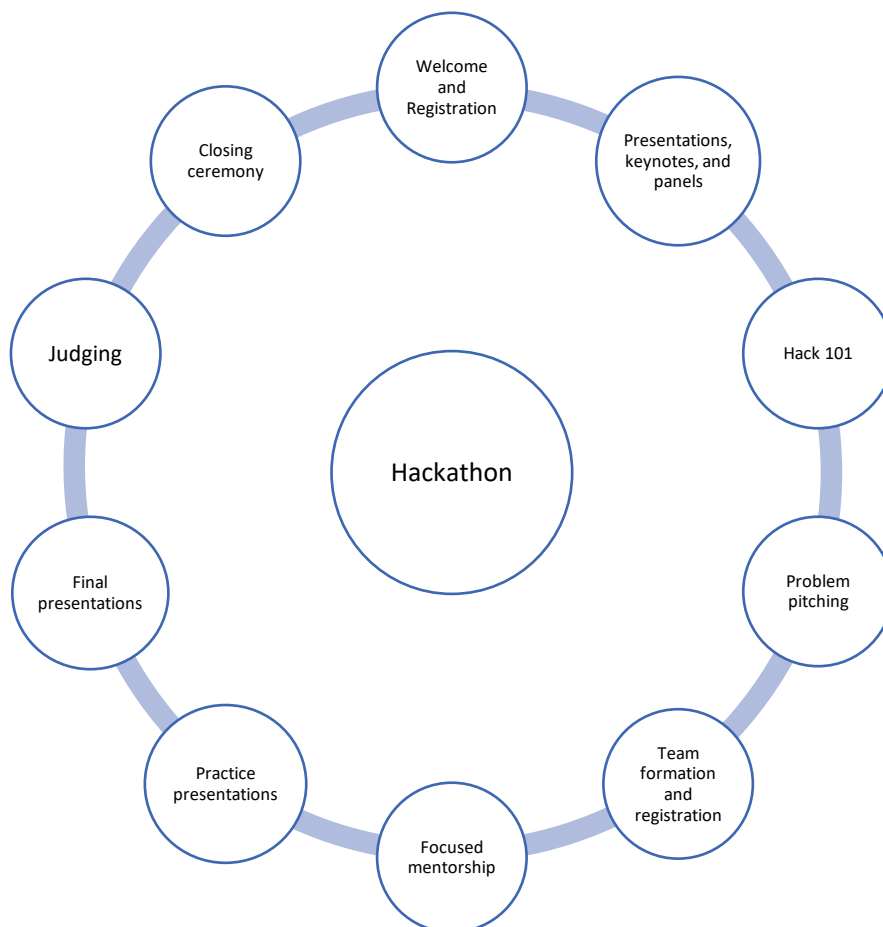 Welcome
and
Registration
Presentations,
keynotes, and
panels
Hack 101
Problem
pitching
Team
formation
and
registration
Focused
mentorship
Practice
presentations
Final
presentations
Judging
Closing
ceremony
Hackathon